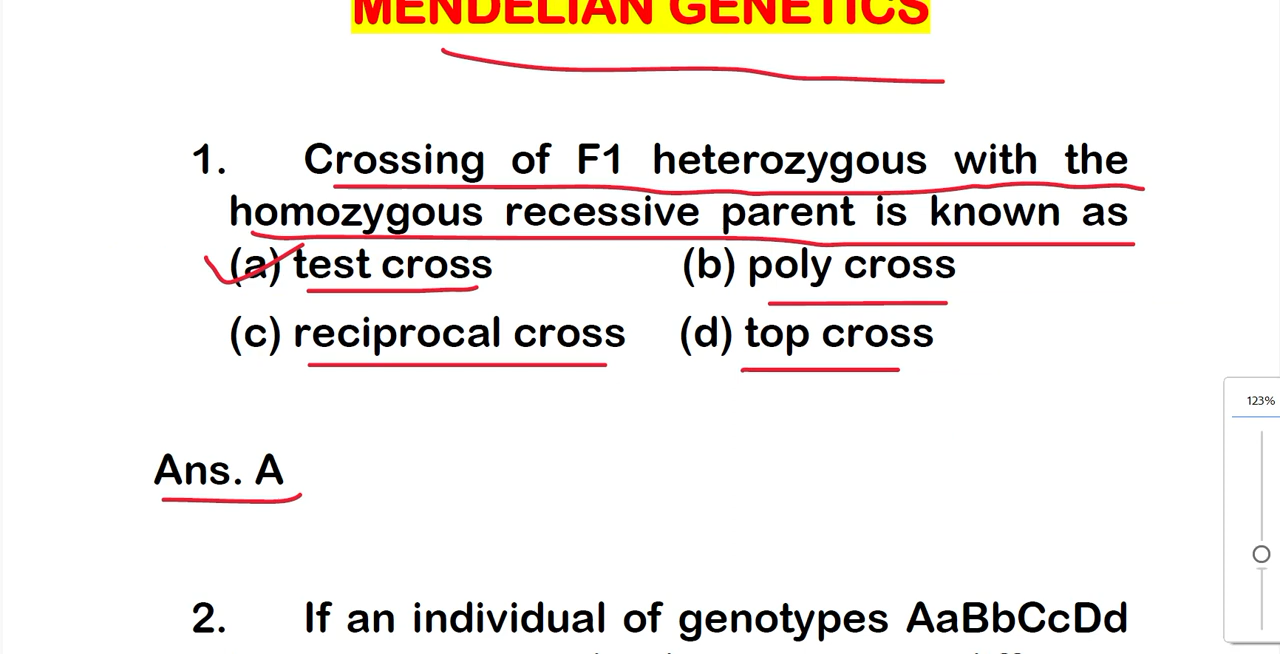 MENDELIAN GENETICS
1. Crossing of F1 heterozygous with the
homozygous recessive parent is known as
(a) test cross (b) poly cross
(c) reciprocal cross (d) top cross
Ans. A
2. If an individual of genotypes AaBbCcDd
123%